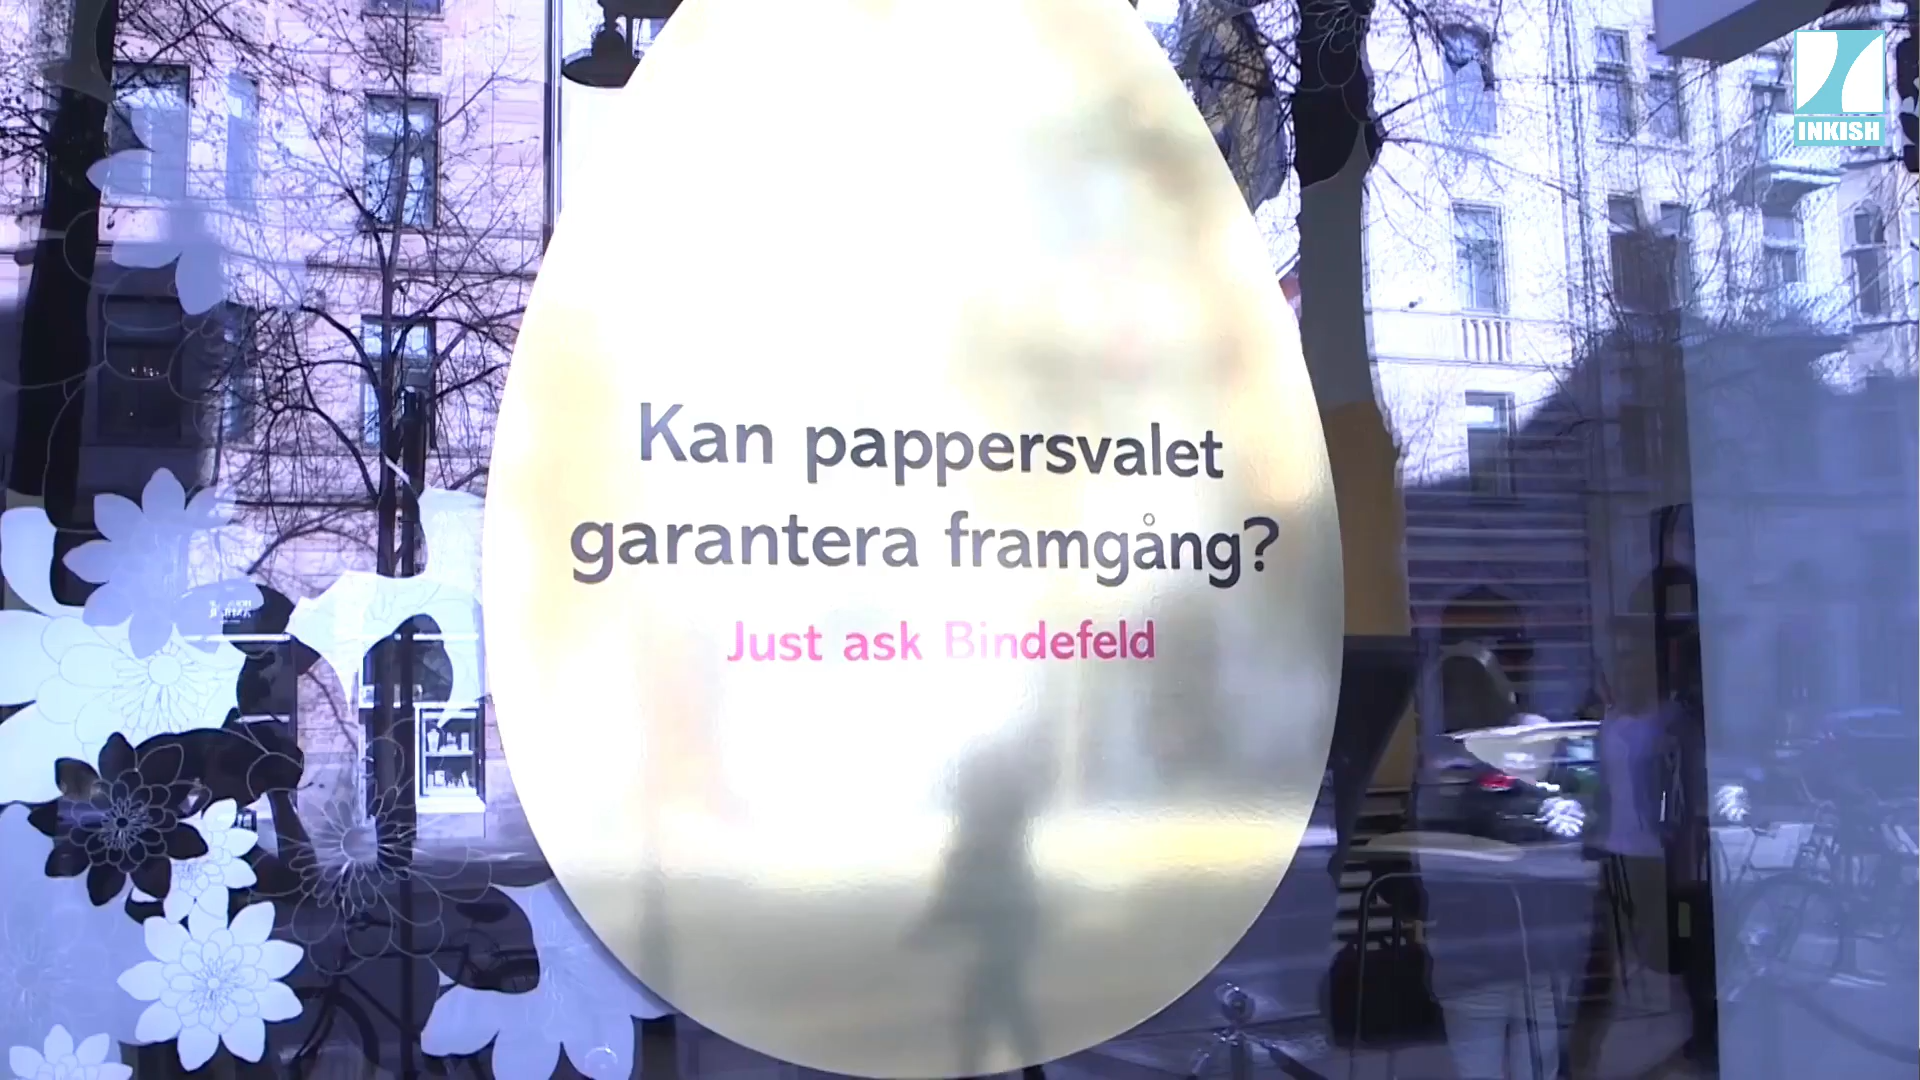 INKISH
Kan pappersvalet
garantera framgång?
Just ask Bindefeld